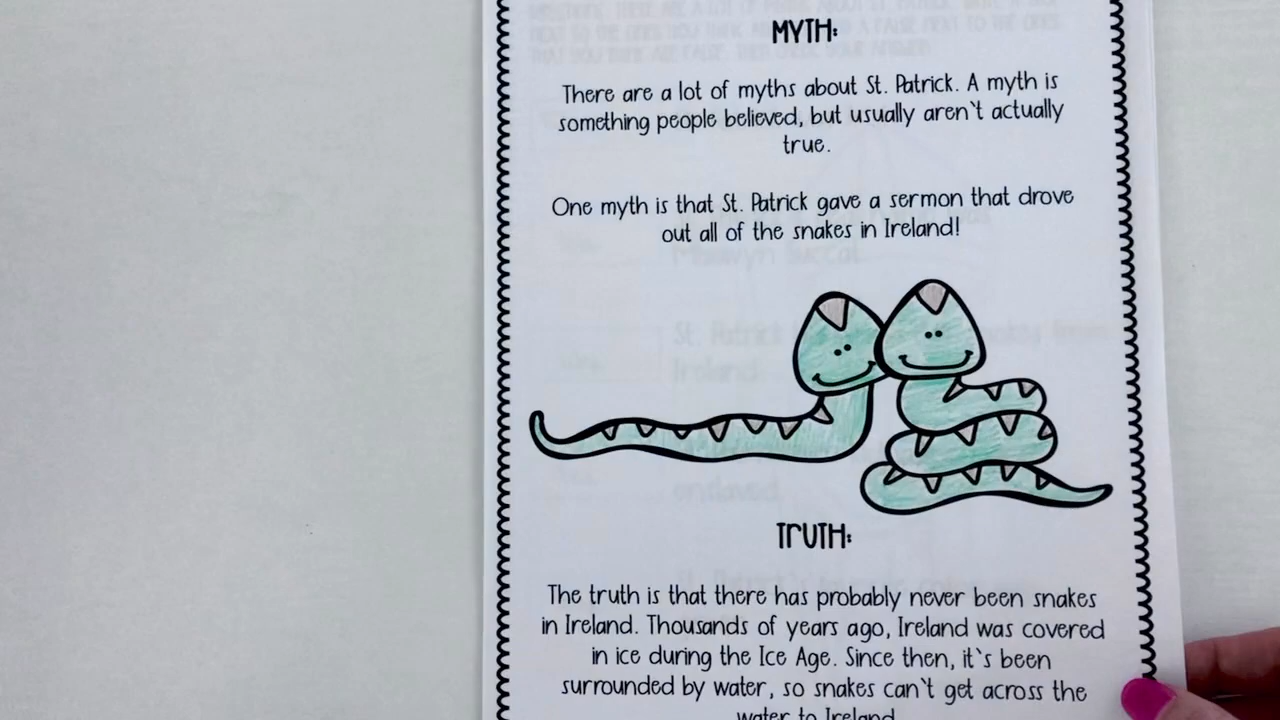 MYTH:
There are a lot of myths about St. Patrick. A myth is
something people believed, but usually aren't actually
true.
One myth is that St. Patrick gave a sermon that drove
out all of the snakes in Ireland!
TRUTH:
The truth is that there has probably never been snakes
in Ireland. Thousands of years ago, Ireland was covered
in ice during the Ice Age. Since then, it's been
surrounded by water, so snakes can't get across the
water to Ireland